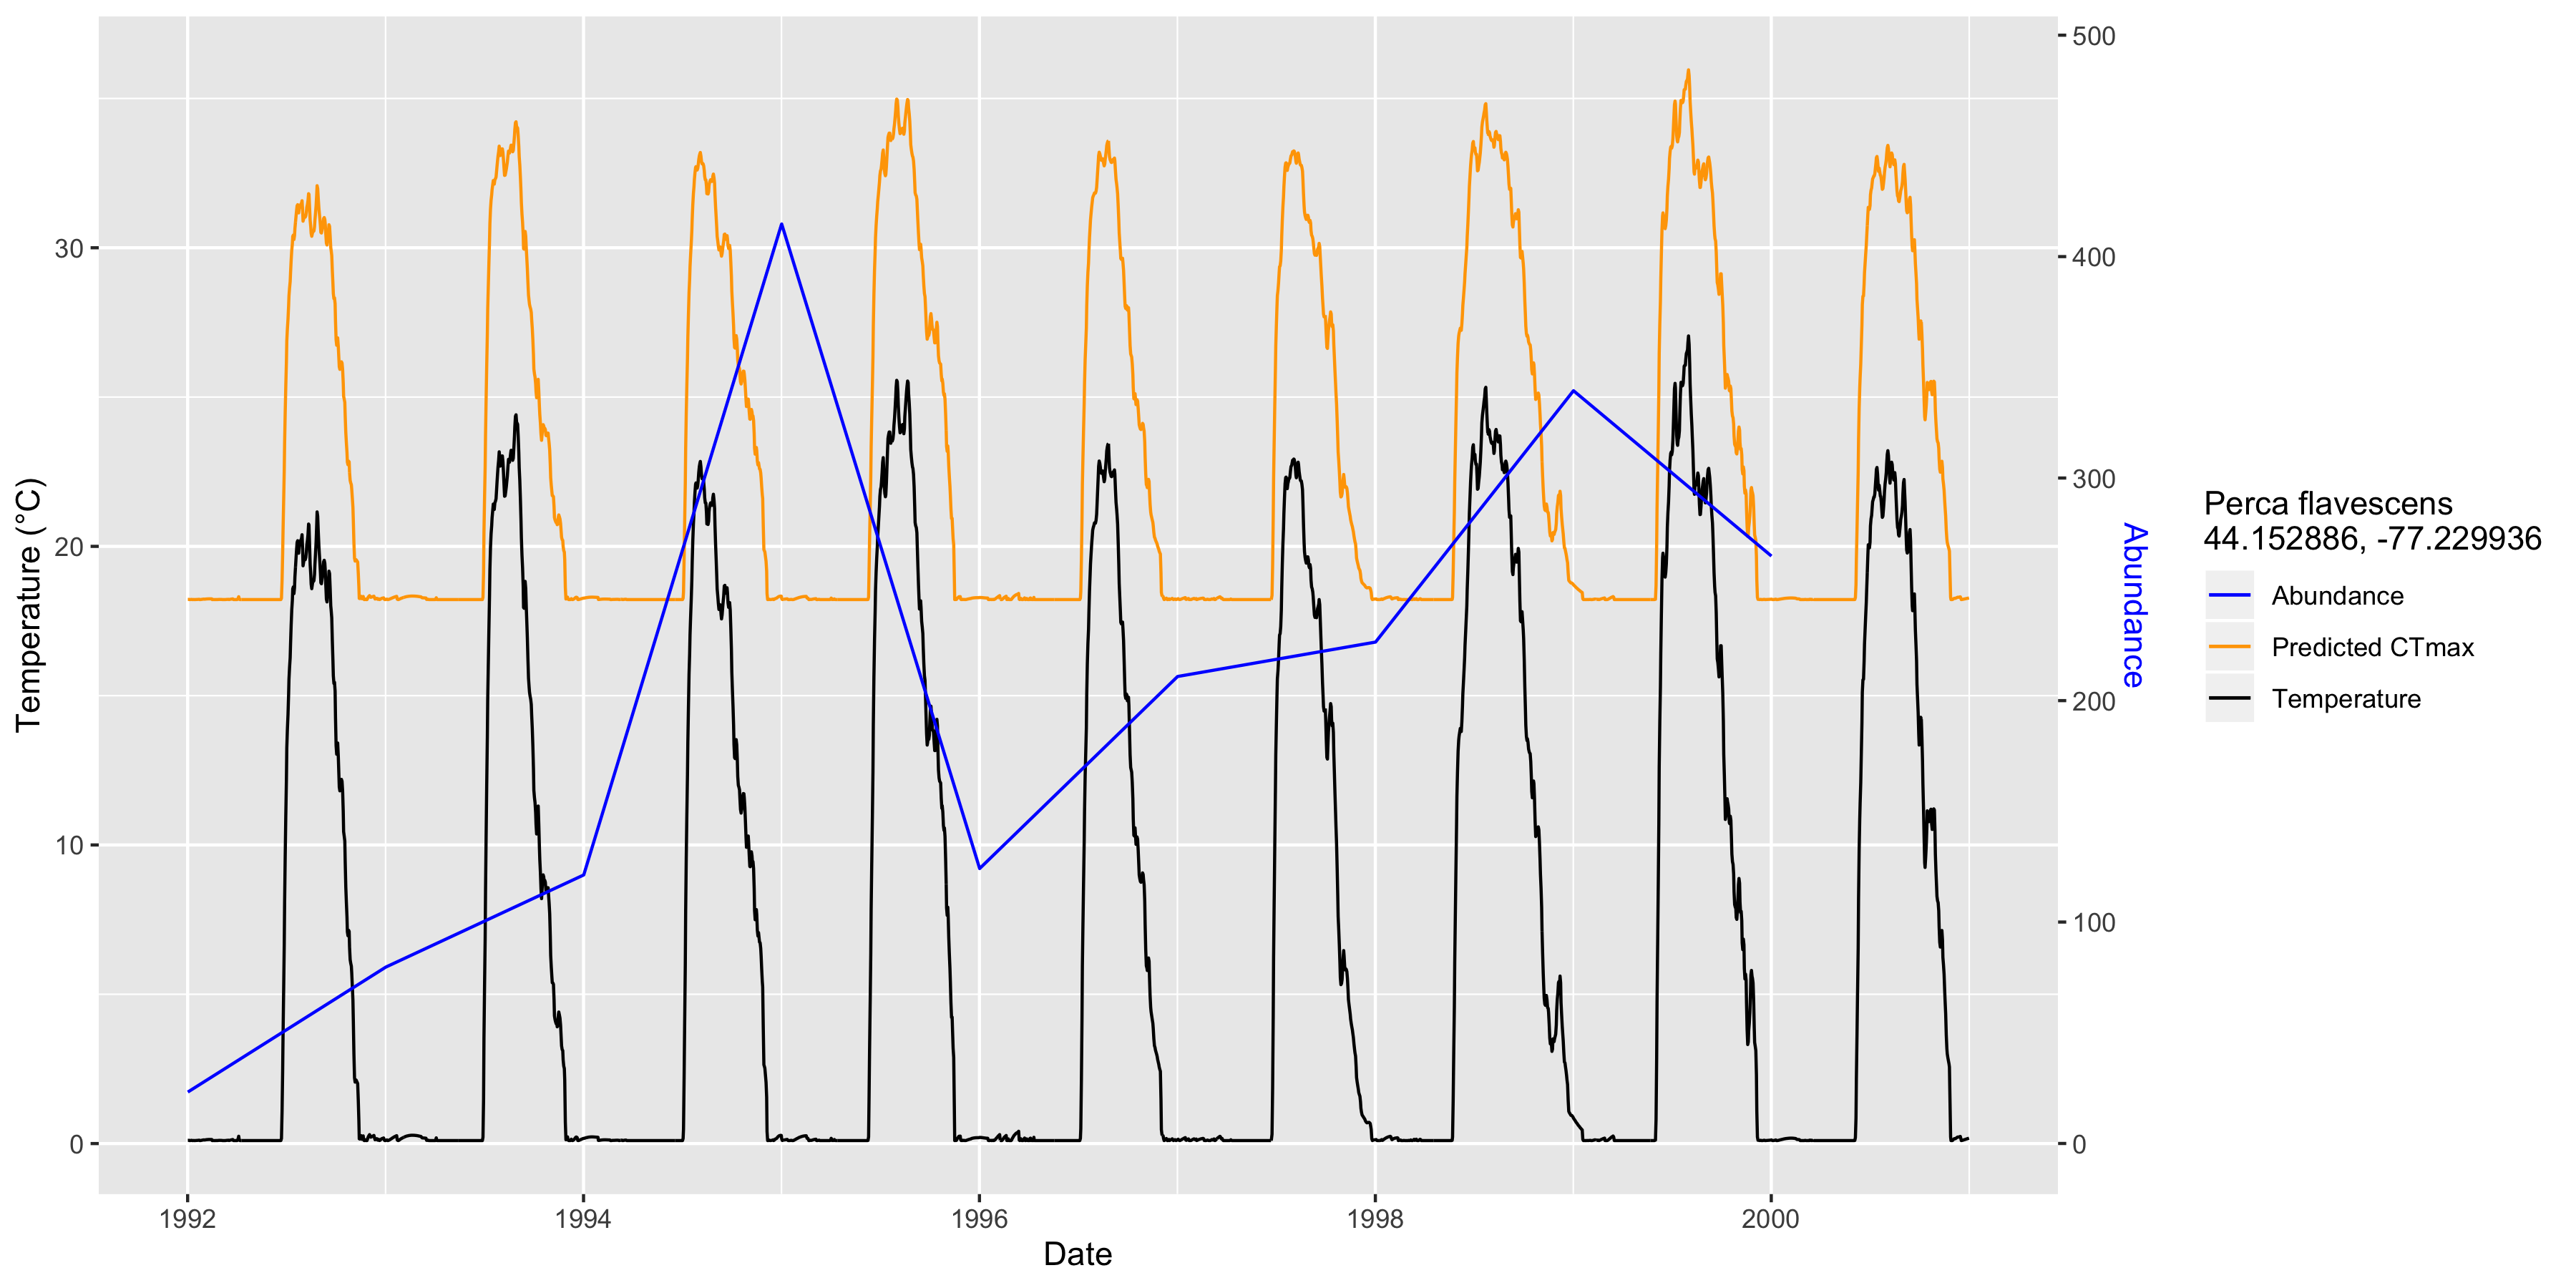 Temperature (°C)
30
20
10
0
1992
1994
1996
1998
2000
Date
500
400
300
200
100
0
Abundance
Perca flavescens
44.152886, -77.229936
Abundance
Predicted CTmax
Temperature